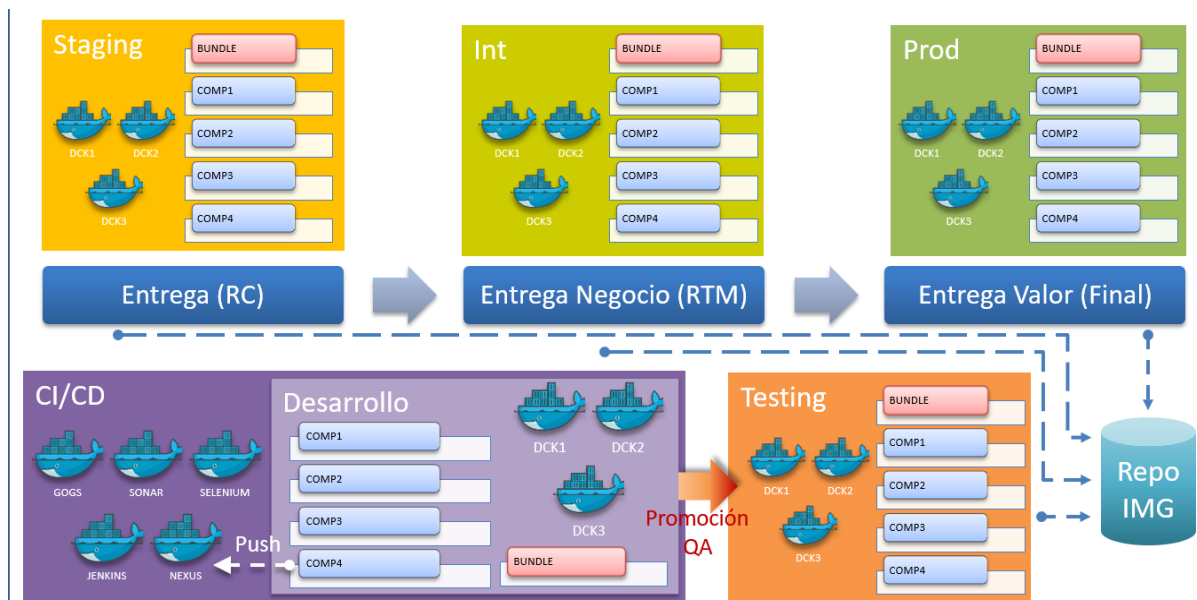 Staging
BUNDLE
COMP1
COMP2
COMP3
COMP4
DCK1
DCK2
DCK3
Int
BUNDLE
COMP1
COMP2
COMP3
COMP4
DCK1
DCK2
DCK3
Prod
BUNDLE
COMP1
COMP2
COMP3
COMP4
DCK1
DCK2
DCK3
Entrega (RC)
Entrega Negocio (RTM)
Entrega Valor (Final)
CI/CD
GOGS
SONAR
SELENIUM
JENKINS
NEXUS
Push
Desarrollo
COMP1
COMP2
COMP3
COMP4
DCK1
DCK2
DCK3
BUNDLE
Promoción
QA
Testing
BUNDLE
COMP1
COMP2
COMP3
COMP4
DCK1
DCK2
DCK3
Repo
IMG